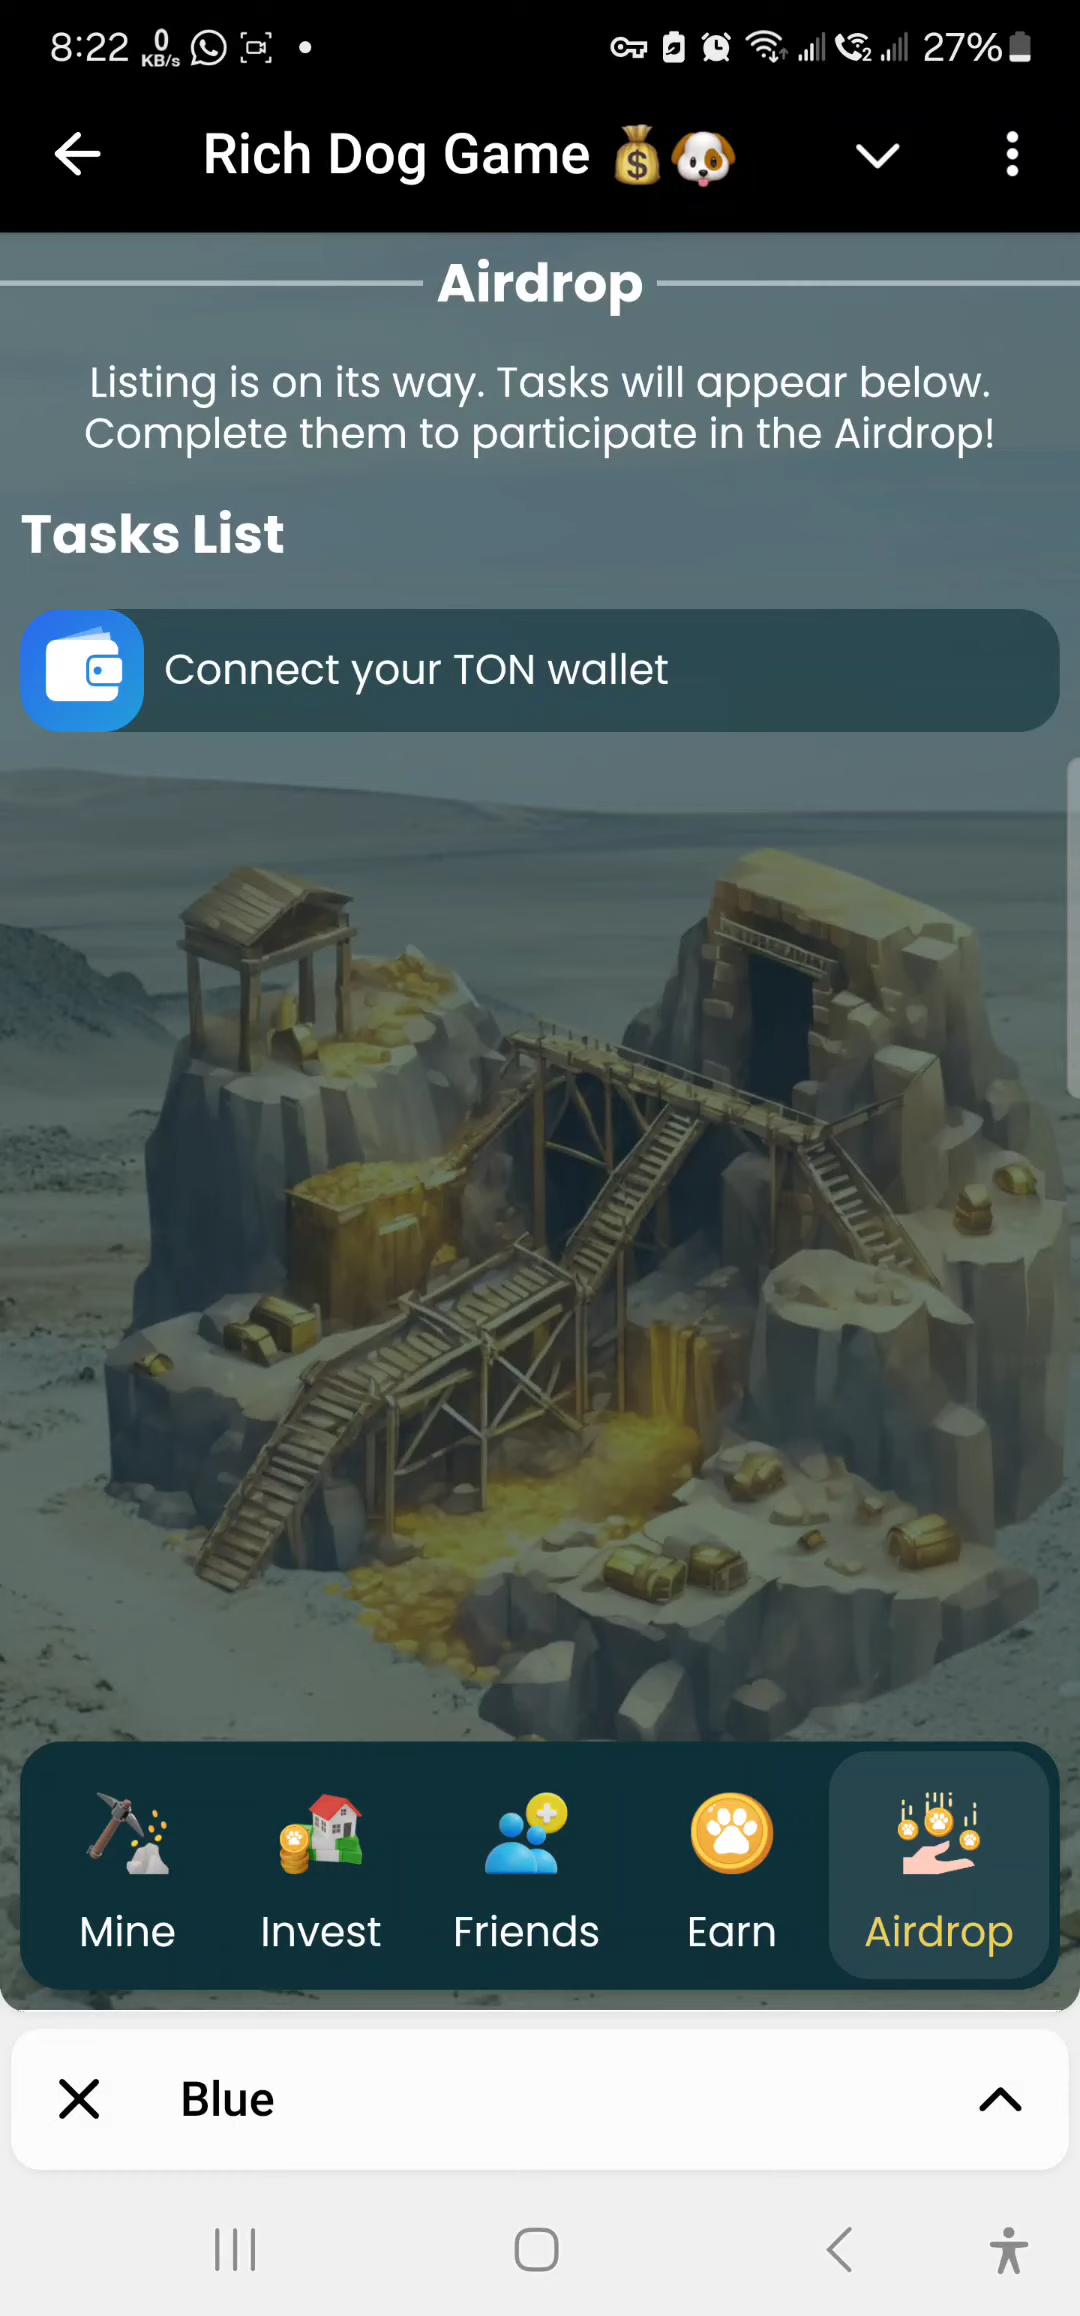 8:22 0 KB/s 2 27%
Rich Dog Game 💰🐶
Airdrop
Listing is on its way. Tasks will appear below.
Complete them to participate in the Airdrop!
Tasks List
Connect your TON wallet
Mine Invest Friends Earn Airdrop
Blue